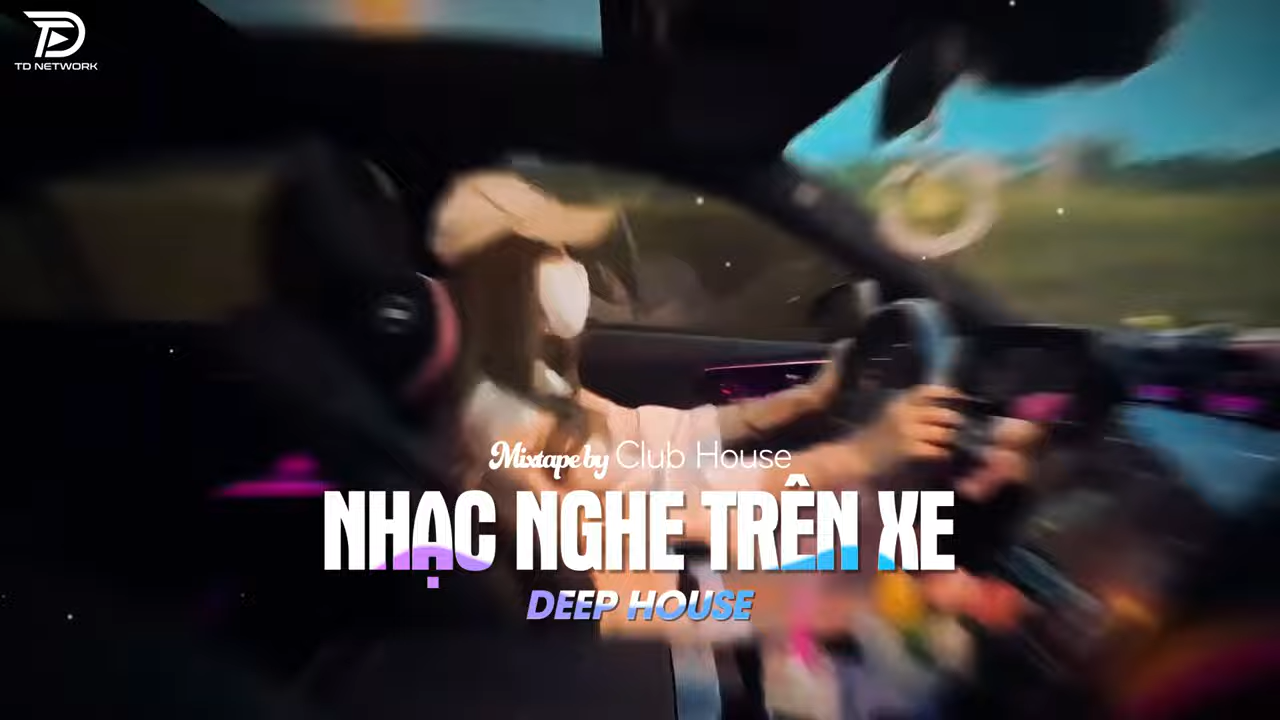 TD NETWORK
Mixtape by Club House
NHẠC NGHE TRÊN XE
DEEP HOUSE